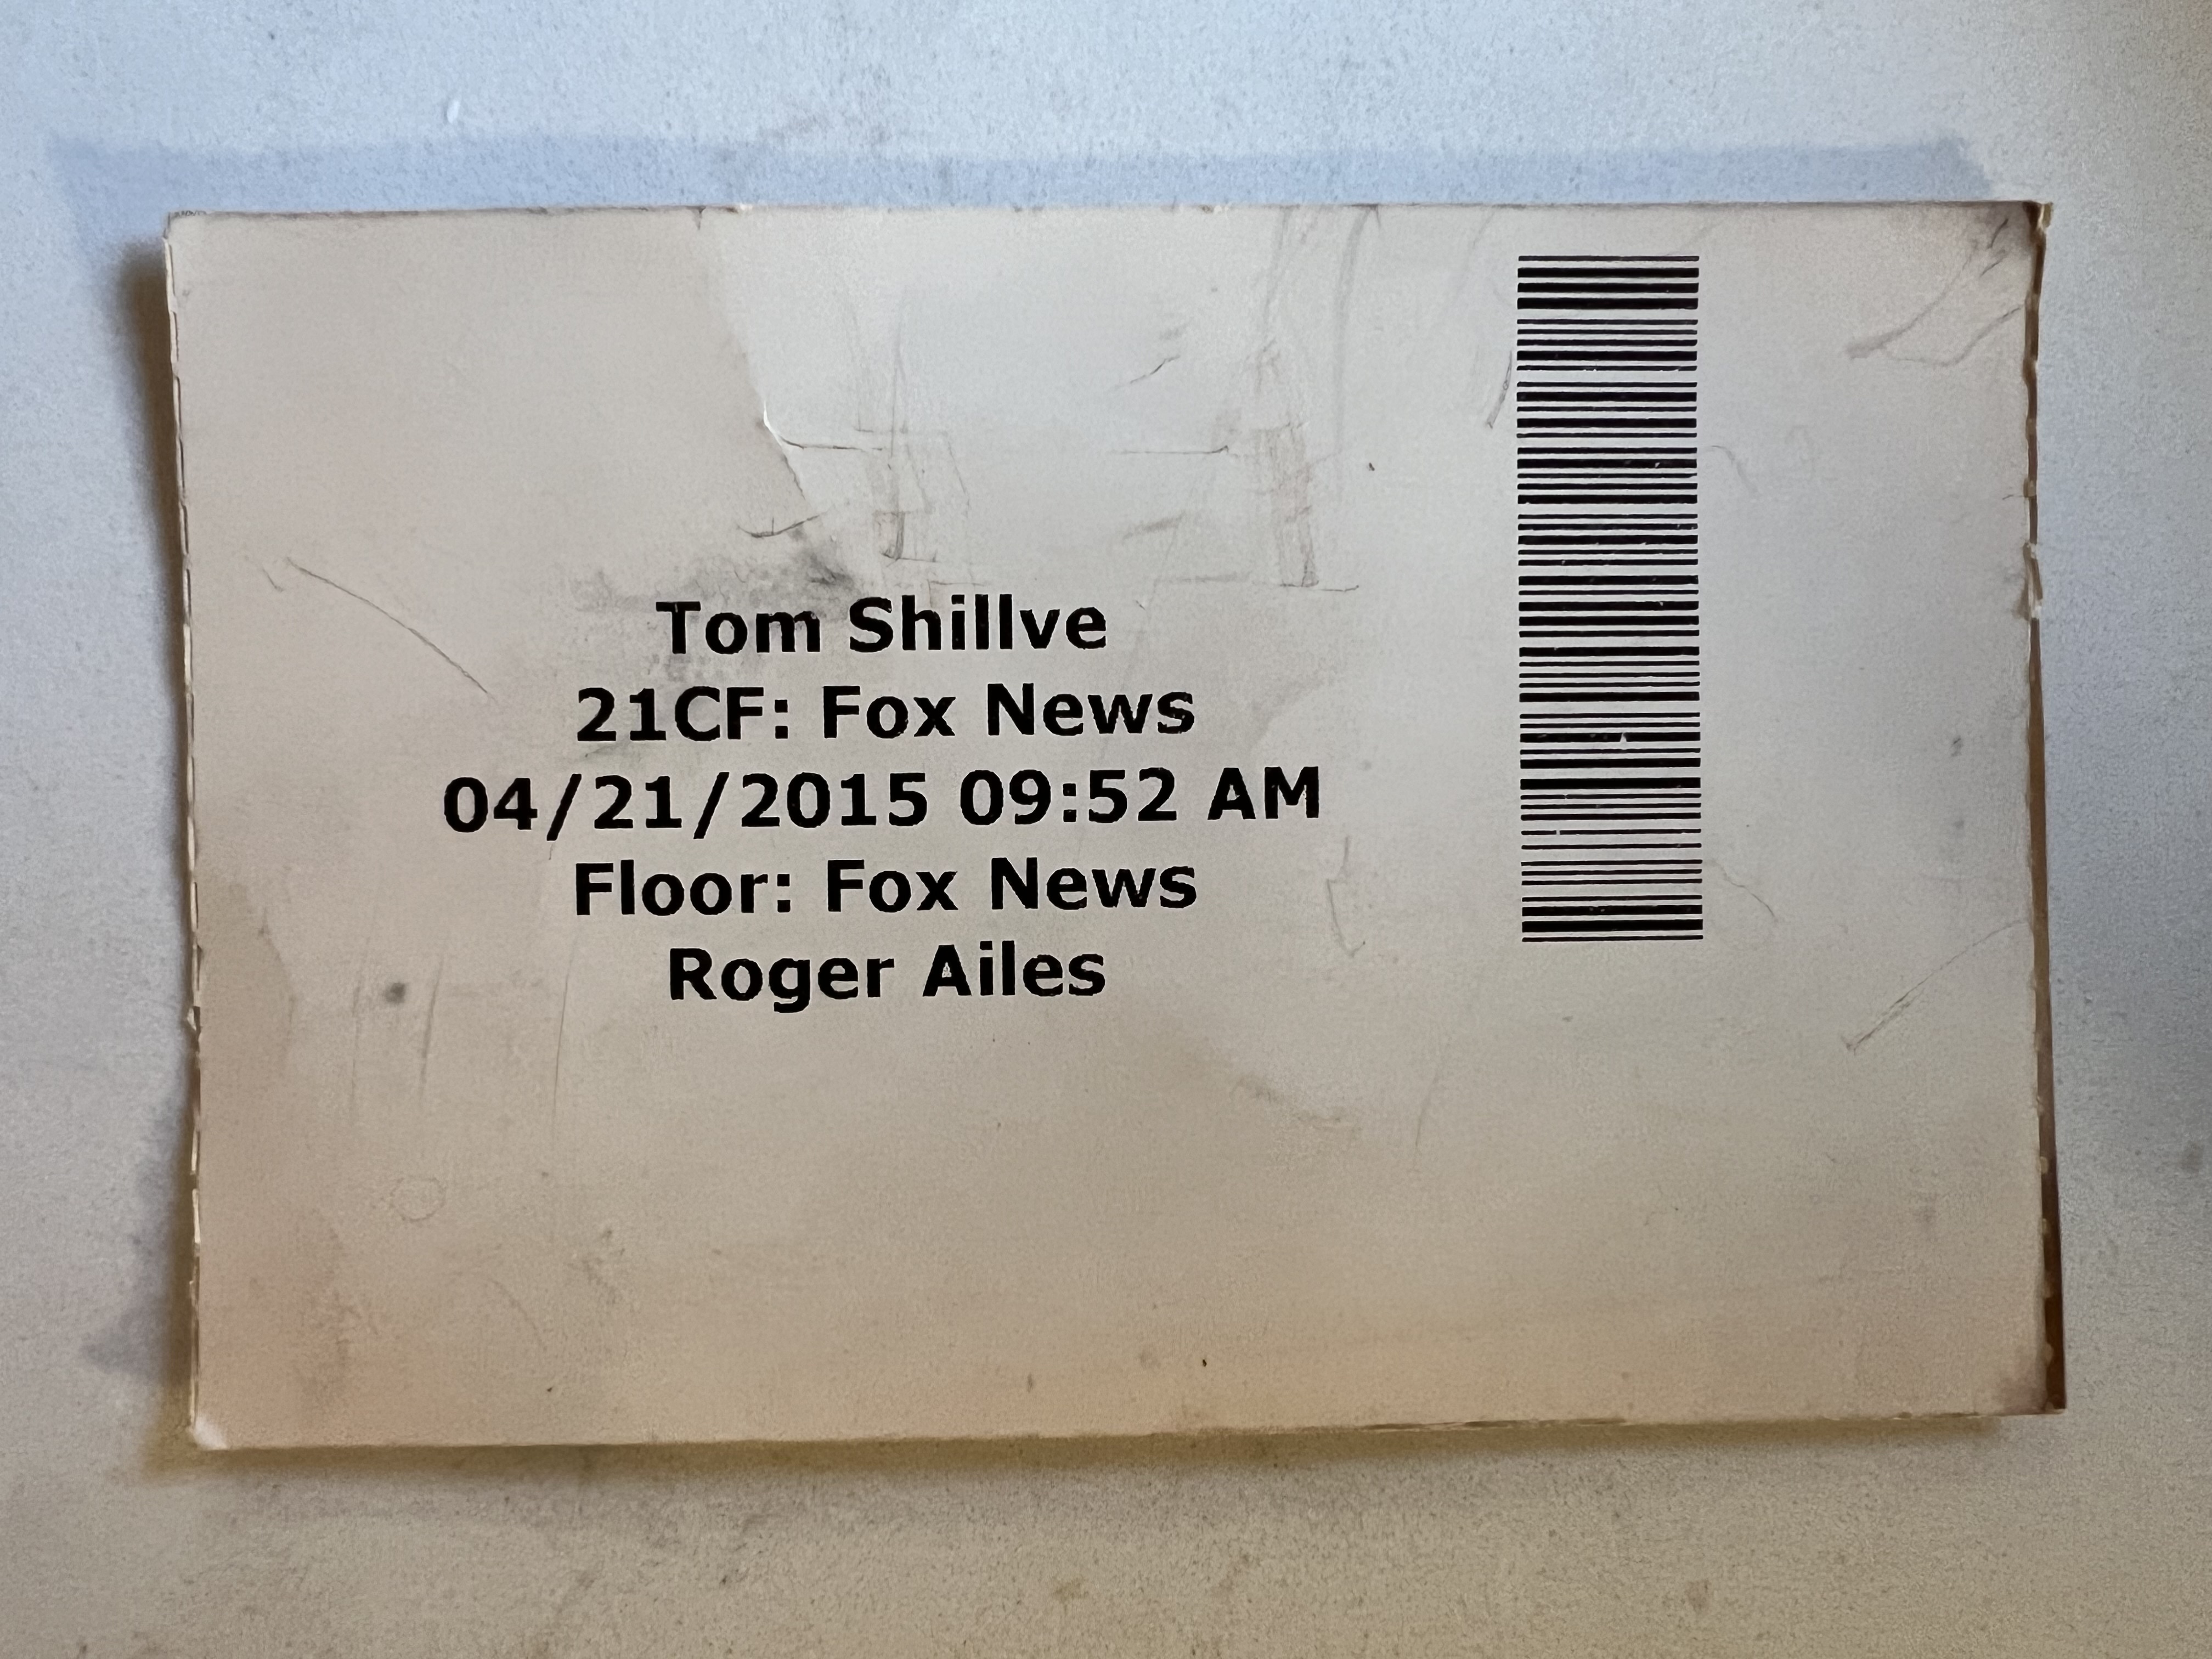 Tom Shillve
21CF: Fox News
04/21/2015 09:52 AM
Floor: Fox News
Roger Ailes